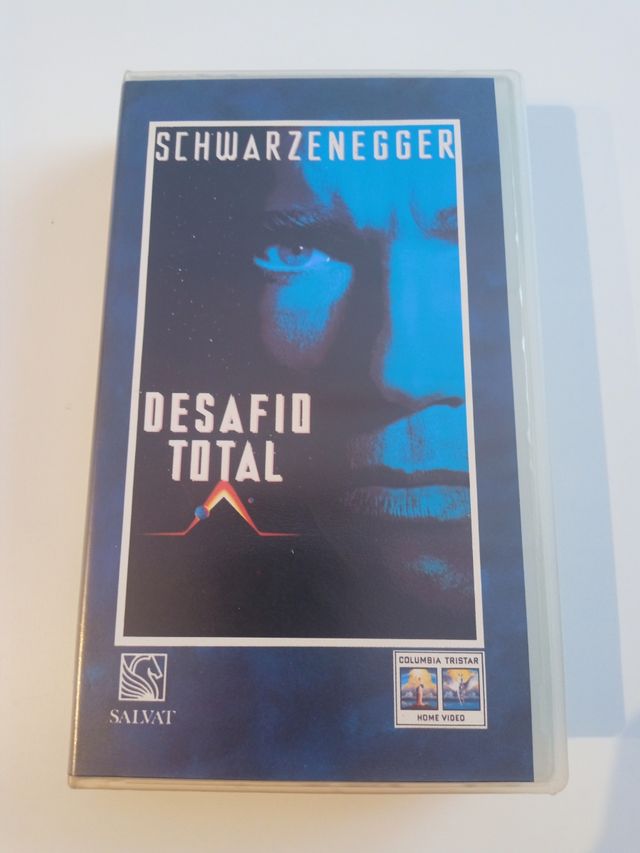 SCHWARZENEGGER
DESAFIO
TOTAL
SALVAT
COLUMBIA TRISTAR
HOME VIDEO